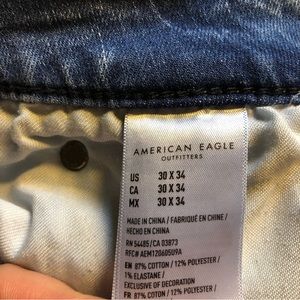 AMERICAN EAGLE
OUTFITTERS
US 30 X 34
CA 30 X 34
MX 30 X 34
MADE IN CHINA / FABRIQUÉ EN CHINE /
HECHO EN CHINA
RN 54485 / CA 03873
RFC# AEM120605U9A
EN 87% COTTON / 12% POLYESTER /
1% ELASTANE /
EXCLUSIVE OF DECORATION
FR 87% COTON / 12% POLYESTER /